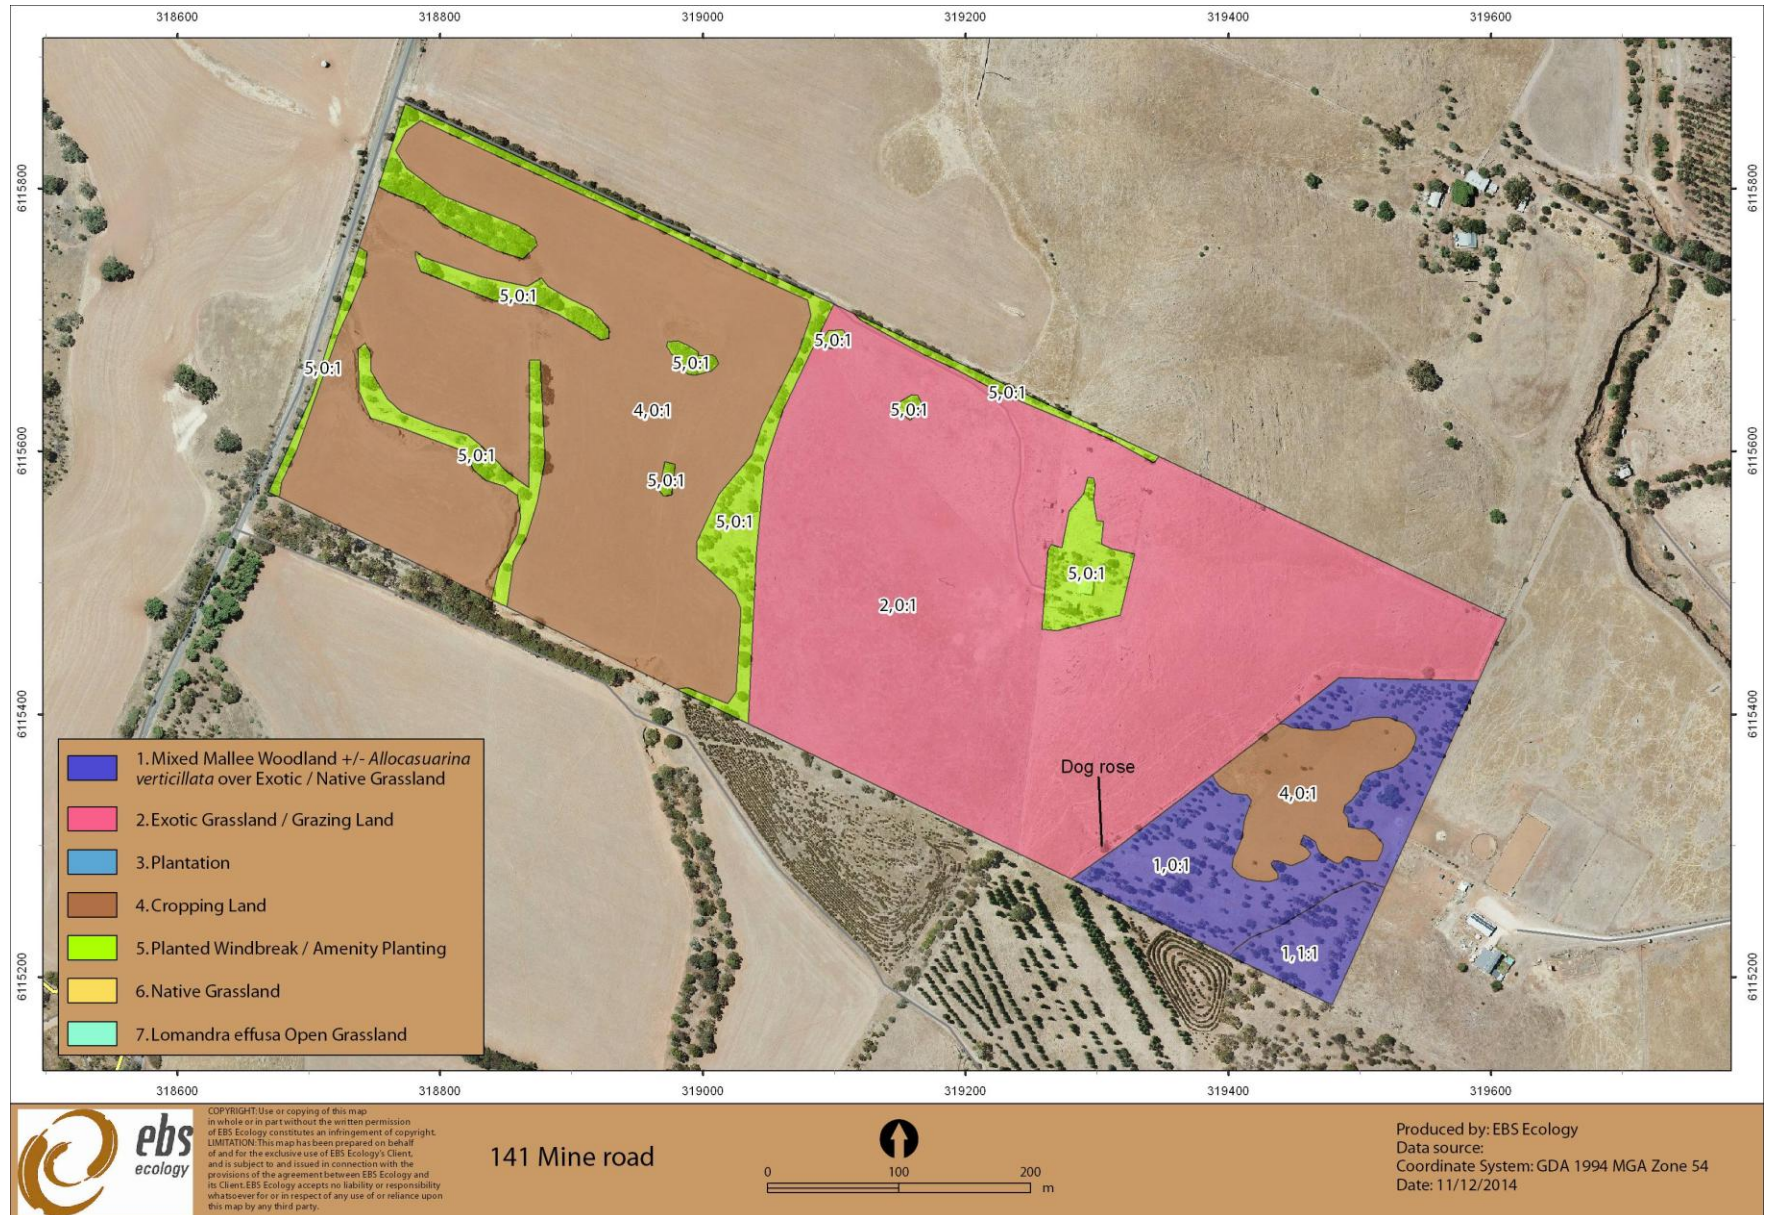 318600 318800 319000 319200 319400 319600
6115800 6115800
5,0:1
5,0:1
5,0:1
5,0:1
5,0:1
5,0:1
4,0:1
5,0:1
5,0:1
5,0:1
5,0:1
5,0:1
2,0:1
6115600 6115600
6115400 6115400
Dog rose
4,0:1
1,0:1
1,1:1
6115200 6115200
1.Mixed Mallee Woodland +/- Allocasuarina
verticillata over Exotic / Native Grassland
2.Exotic Grassland / Grazing Land
3.Plantation
4.Cropping Land
5.Planted Windbreak / Amenity Planting
6.Native Grassland
7.Lomandra effusa Open Grassland
318600 318800 319000 319200 319400 319600
ebs
ecology
COPYRIGHT: Use or copying of this map
in whole or in part without the written permission
of EBS Ecology constitutes an infringement of copyright.
LIMITATION: This map has been prepared on behalf
of and for the exclusive use of EBS Ecology's Client,
and is subject to and issued in connection with the
provisions of the agreement between EBS Ecology and
its Client. EBS Ecology accepts no liability or responsibility
whatsoever for or in respect of any use of or reliance upon
this map by any third party.
141 Mine road
0 100 200
m
Produced by: EBS Ecology
Data source:
Coordinate System: GDA 1994 MGA Zone 54
Date: 11/12/2014